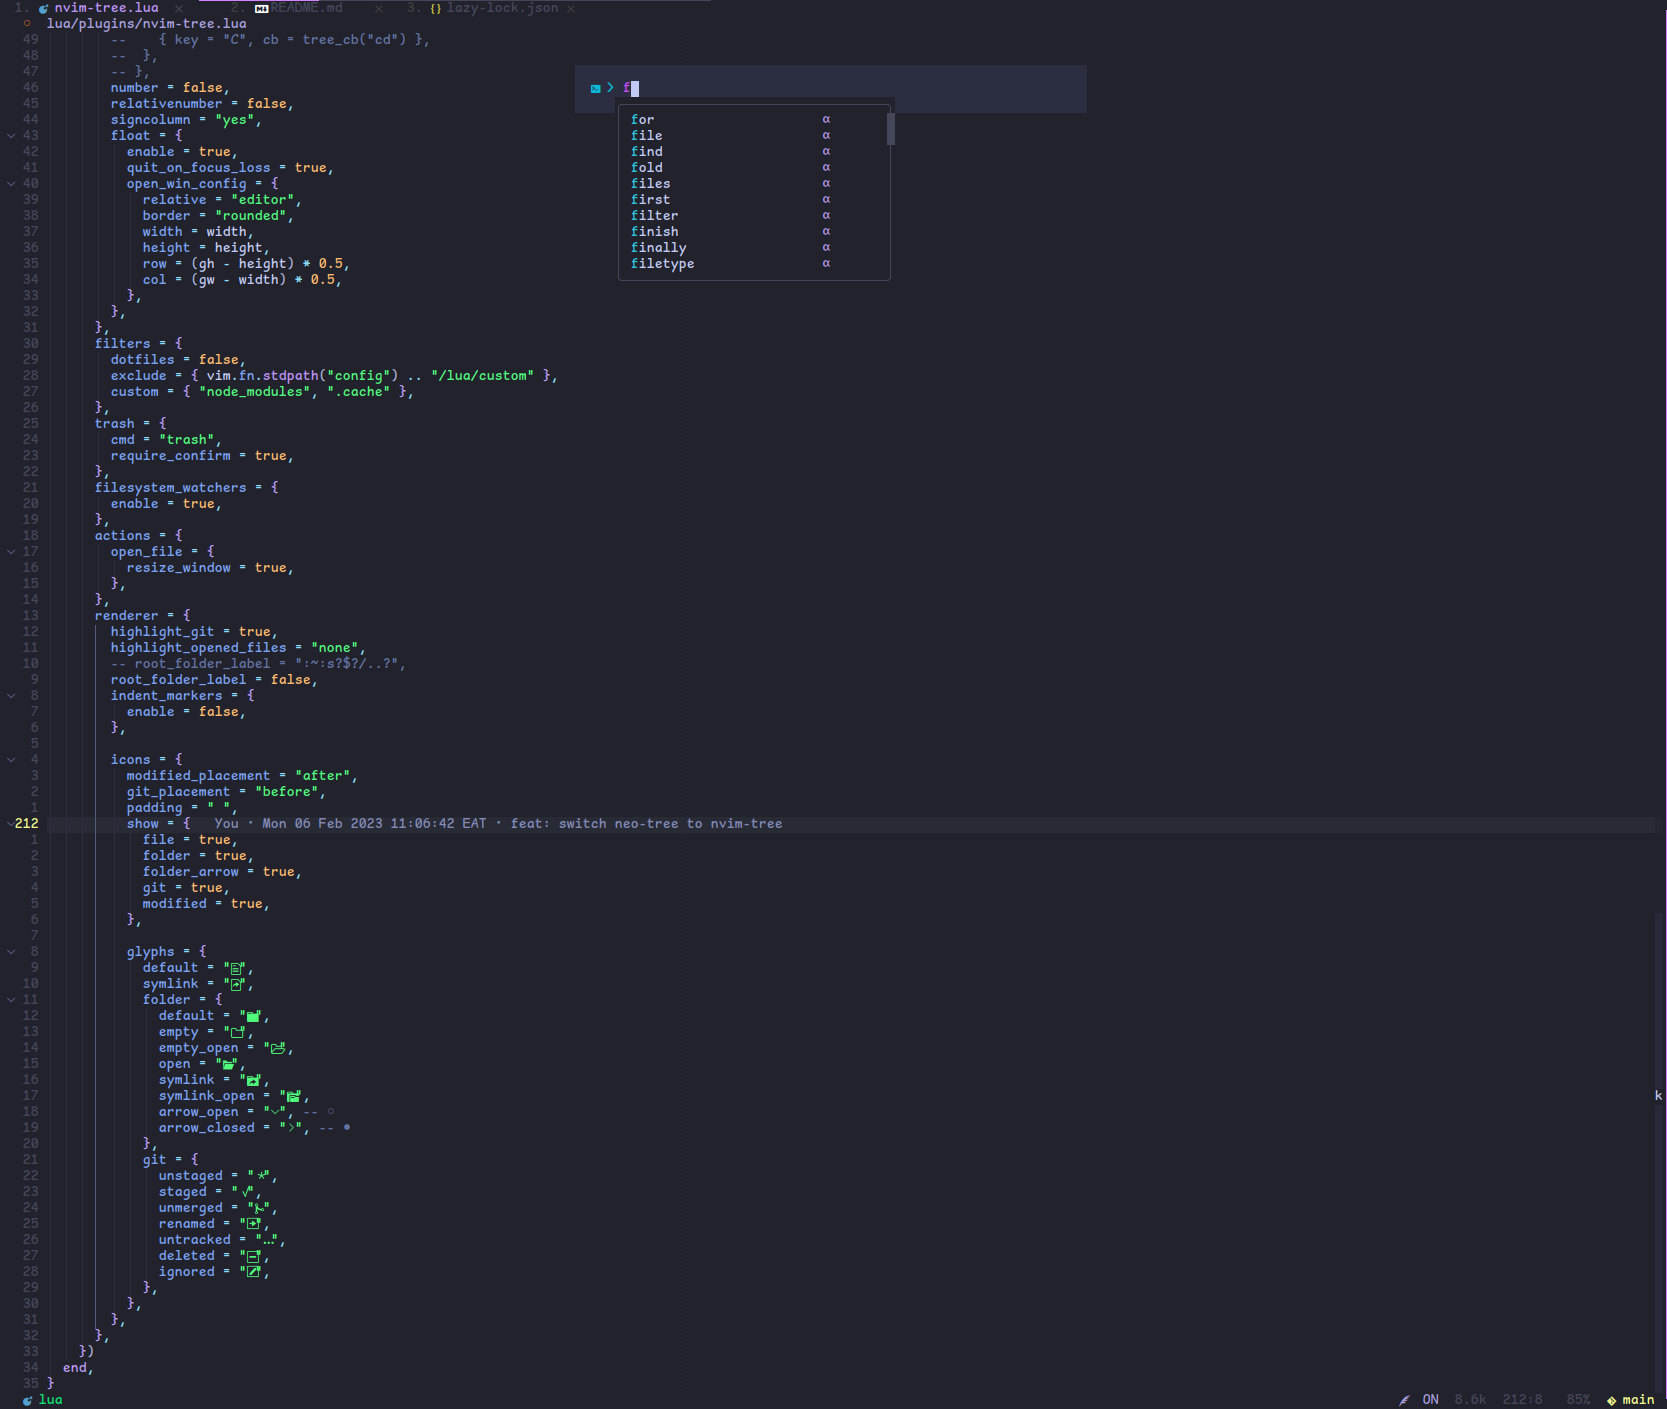 1. nvim-tree.lua × 2. README.md × 3. {} lazy-lock.json ×
lua/plugins/nvim-tree.lua
49 --    { key = "C", cb = tree_cb("cd") },
48 --  },
47 -- },
46 number = false,
45 relativenumber = false,
44 signcolumn = "yes",
43 float = {
42 enable = true,
41 quit_on_focus_loss = true,
40 open_win_config = {
39 relative = "editor",
38 border = "rounded",
37 width = width,
36 height = height,
35 row = (gh - height) * 0.5,
34 col = (gw - width) * 0.5,
33 },
32 },
31 },
30 filters = {
29 dotfiles = false,
28 exclude = { vim.fn.stdpath("config") .. "/lua/custom" },
27 custom = { "node_modules", ".cache" },
26 },
25 trash = {
24 cmd = "trash",
23 require_confirm = true,
22 },
21 filesystem_watchers = {
20 enable = true,
19 },
18 actions = {
17 open_file = {
16 resize_window = true,
15 },
14 },
13 renderer = {
12 highlight_git = true,
11 highlight_opened_files = "none",
10 -- root_folder_label = ":~:s?$?/..?",
9 root_folder_label = false,
8 indent_markers = {
7 enable = false,
6 },
5
4 icons = {
3 modified_placement = "after",
2 git_placement = "before",
1 padding = " ",
212 show = {   You · Mon 06 Feb 2023 11:06:42 EAT · feat: switch neo-tree to nvim-tree
1 file = true,
2 folder = true,
3 folder_arrow = true,
4 git = true,
5 modified = true,
6 },
7
8 glyphs = {
9 default = "",
10 symlink = "",
11 folder = {
12 default = "",
13 empty = "",
14 empty_open = "",
15 open = "",
16 symlink = "",
17 symlink_open = "",
18 arrow_open = "", -- ○
19 arrow_closed = "", -- ●
20 },
21 git = {
22 unstaged = "★",
23 staged = "√",
24 unmerged = "",
25 renamed = "",
26 untracked = "…",
27 deleted = "",
28 ignored = "",
29 },
30 },
31 },
32 },
33 })
34 end,
35 }
> f
for α
file α
find α
fold α
files α
first α
filter α
finish α
finally α
filetype α
k
lua ON 8.6k 212:8 85% main